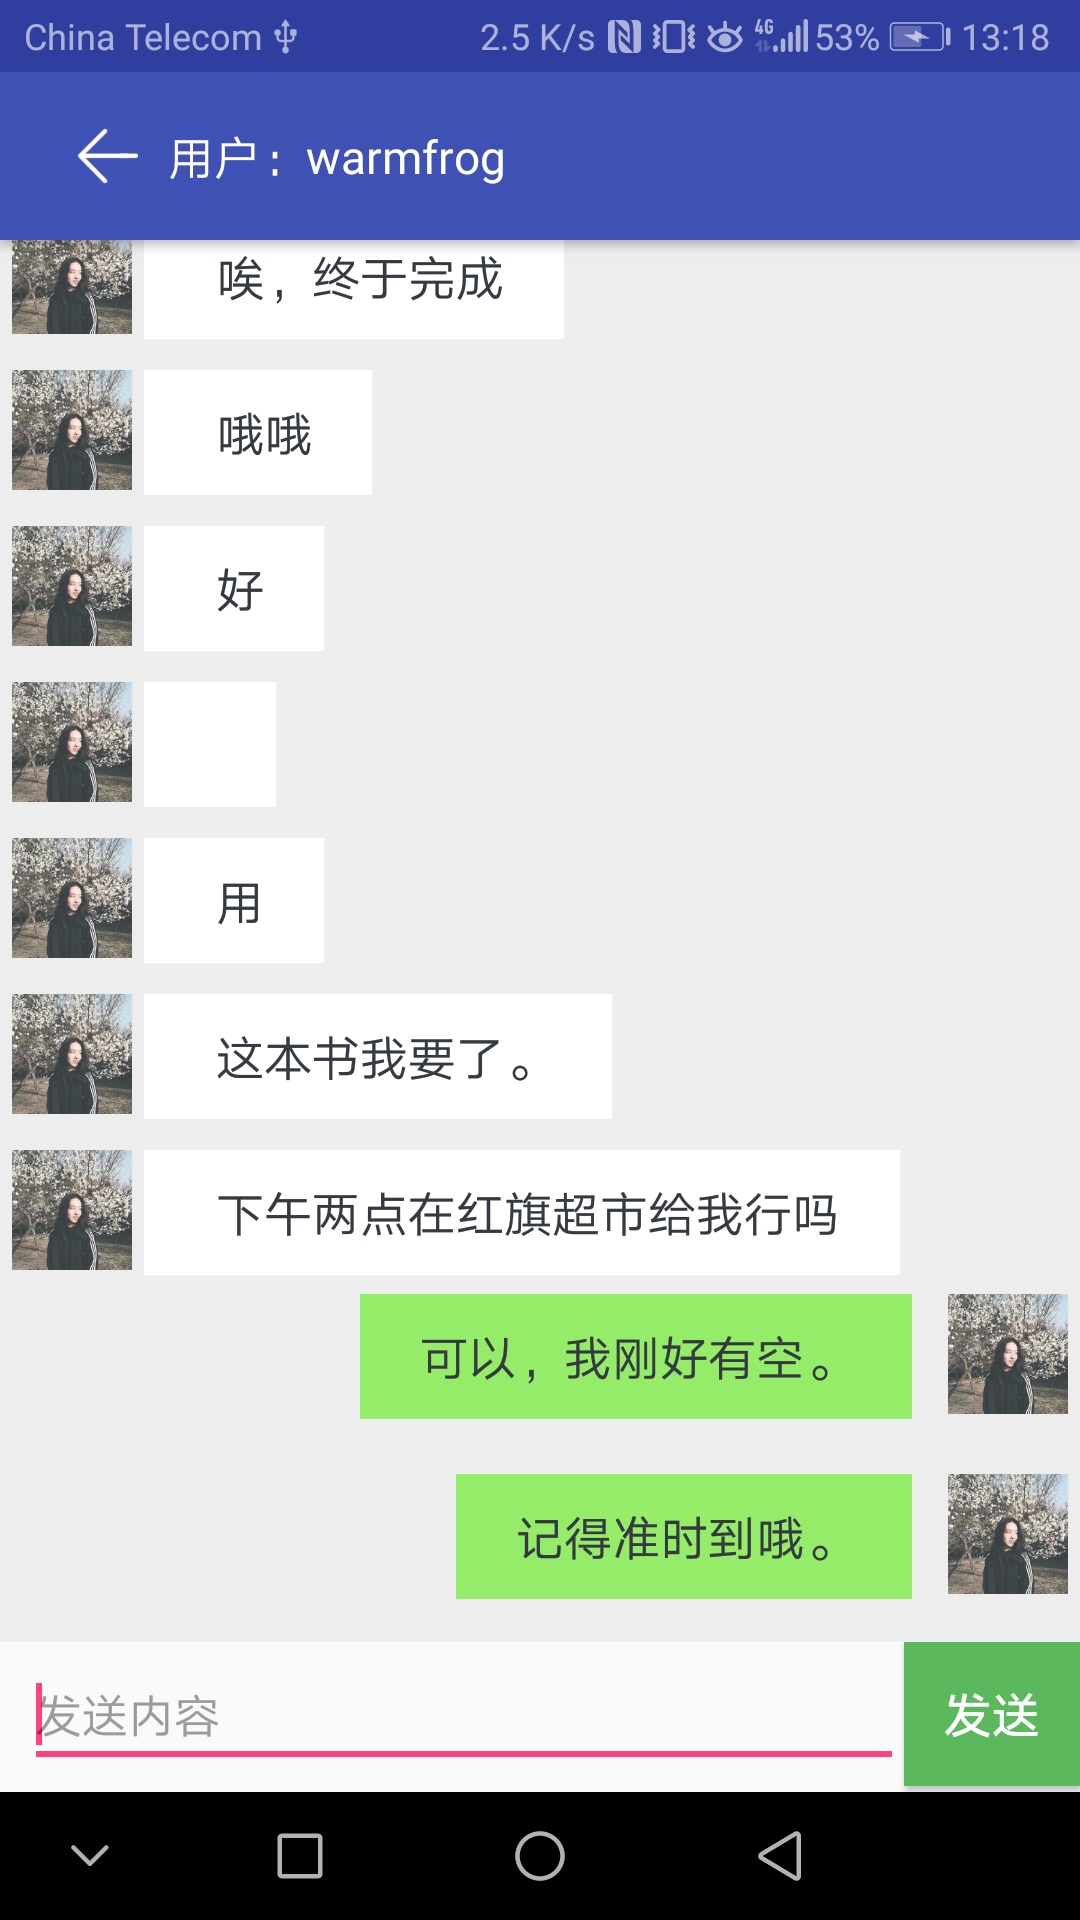 China Telecom 2.5 K/s 4G 53% 13:18
用户：warmfrog
唉，终于完成
哦哦
好
用
这本书我要了。
下午两点在红旗超市给我行吗
可以，我刚好有空。
记得准时到哦。
发送内容 发送